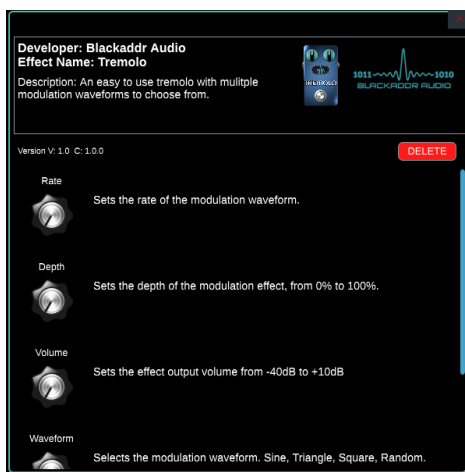 ×
Developer: Blackaddr Audio
Effect Name: Tremolo
Description: An easy to use tremolo with mulitple
modulation waveforms to choose from.
TREMOLO
1011 1010
BLACKADDR AUDIO
Version V: 1.0 C: 1.0.0
DELETE
Rate
Sets the rate of the modulation waveform.
Depth
Sets the depth of the modulation effect, from 0% to 100%.
Volume
Sets the effect output volume from -40dB to +10dB
Waveform
Selects the modulation waveform. Sine, Triangle, Square, Random.